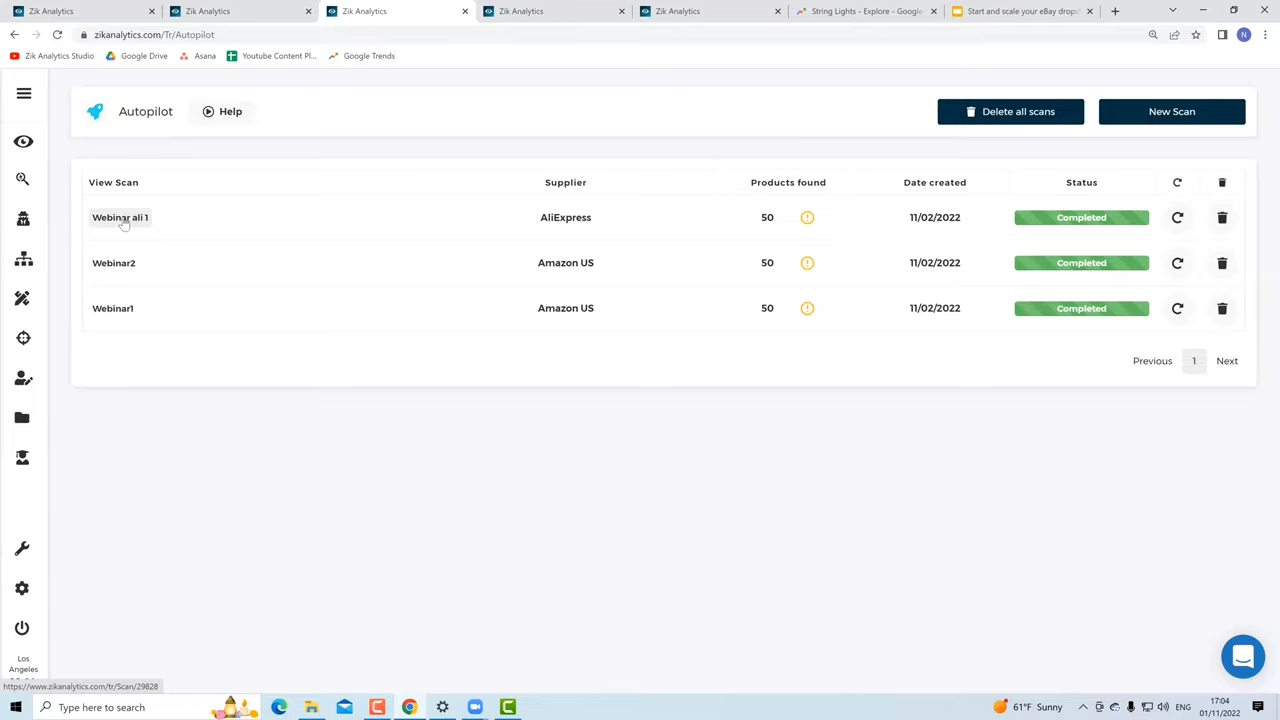 Zik Analytics
Zik Analytics
Zik Analytics
Zik Analytics
Zik Analytics
String Lights - Explore - Google
Start and scale your eBay drops
zikanalytics.com/Tr/Autopilot
N
Zik Analytics Studio
Google Drive
Asana
Youtube Content Pl...
Google Trends
Autopilot
Help
Delete all scans
New Scan
View Scan Supplier Products found Date created Status
Webinar ali 1 AliExpress 50 11/02/2022 Completed
Webinar2 Amazon US 50 11/02/2022 Completed
Webinar1 Amazon US 50 11/02/2022 Completed
Previous 1 Next
Los
Angeles
https://www.zikanalytics.com/tr/Scan/29828
Type here to search
61°F Sunny
ENG
17:04
01/11/2022